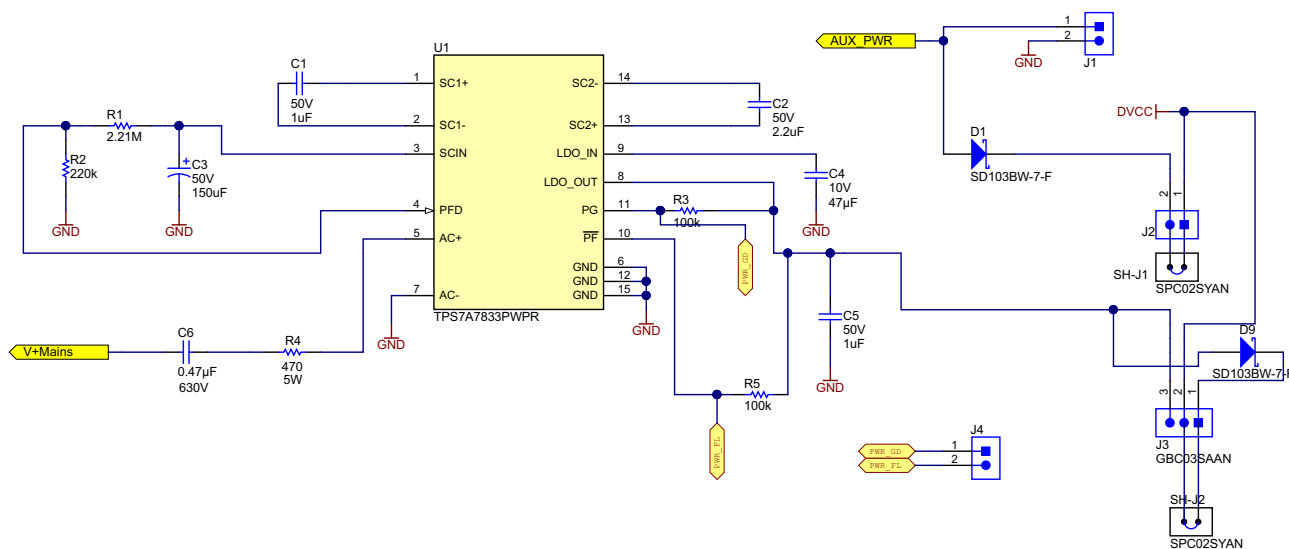 U1
TPS7A7833PWPR
1 SC1+
2 SC1-
3 SCIN
4 PFD
5 AC+
7 AC-
SC2- 14
SC2+ 13
LDO_IN 9
LDO_OUT 8
PG 11
PF 10
GND 6
GND 12
GND 15
C1
50V
1uF
R1
2.21M
R2
220k
GND
C3
50V
150uF
GND
GND
V+Mains
C6
0.47µF
630V
R4
470
5W
C2
50V
2.2uF
C4
10V
47µF
GND
R3
100k
PWR_GD
GND
C5
50V
1uF
GND
R5
100k
PWR_FL
AUX_PWR
1
2
GND
J1
D1
SD103BW-7-F
DVCC
2 1
J2
SH-J1
SPC02SYAN
D9
SD103BW-7-F
3 2 1
J3
GBC03SAAN
SH-J2
SPC02SYAN
J4
PWR_GD 1
PWR_FL 2